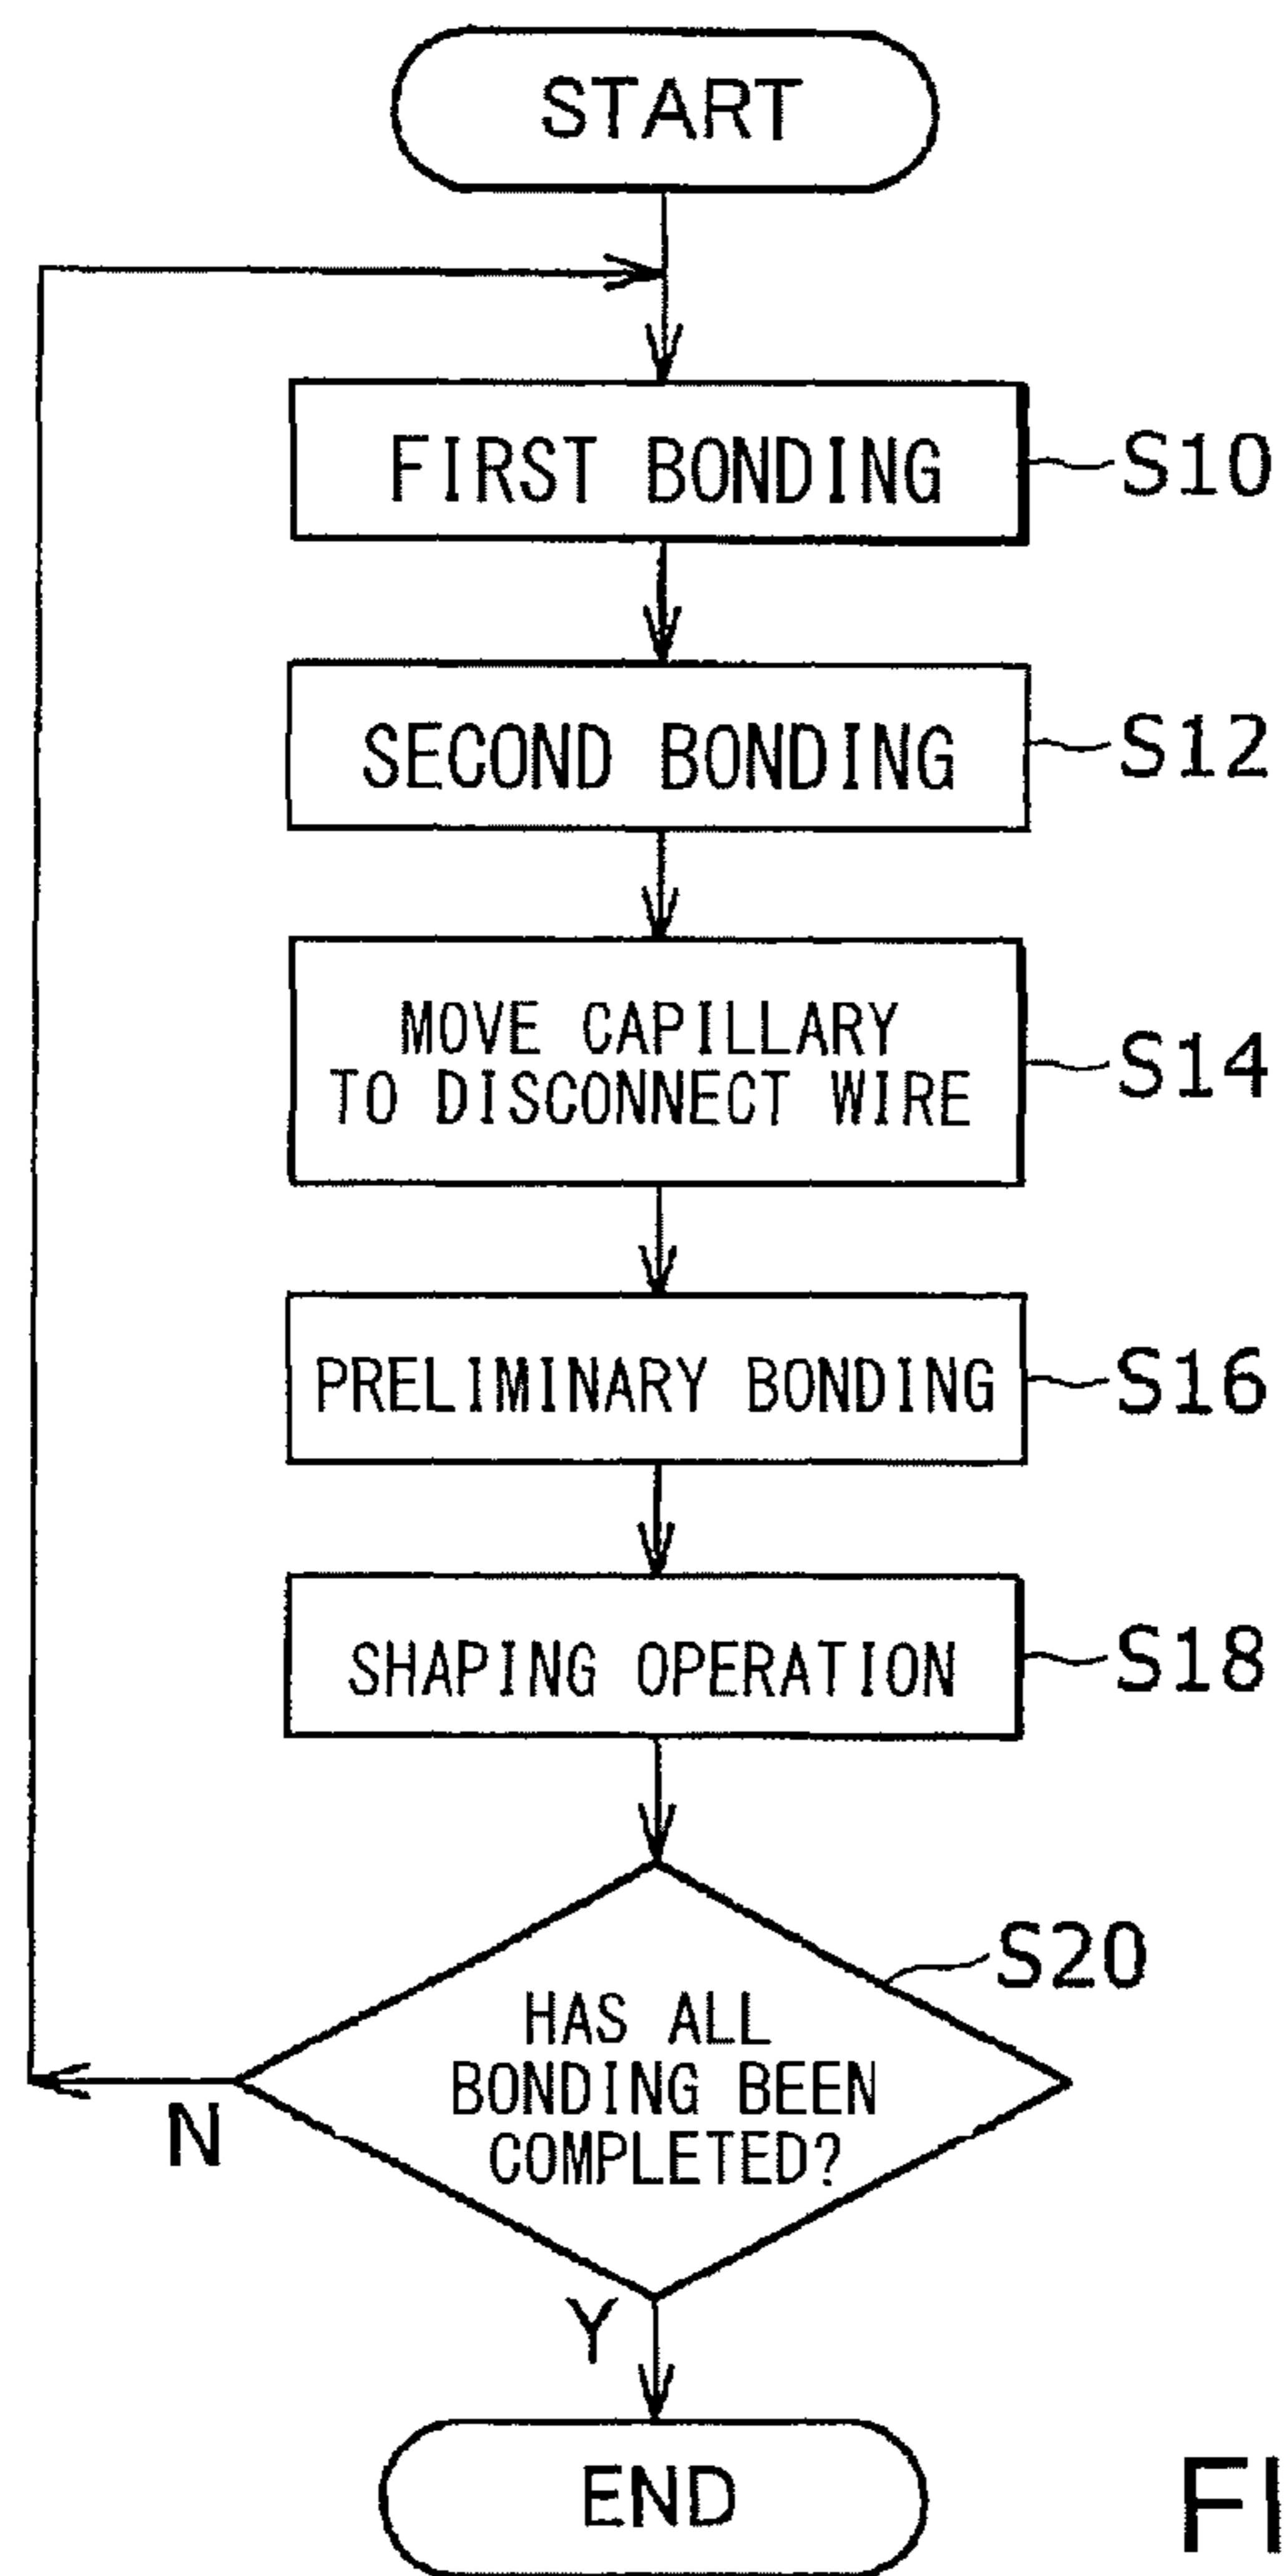 START
FIRST BONDING
S10
SECOND BONDING
S12
MOVE CAPILLARY
TO DISCONNECT WIRE
S14
PRELIMINARY BONDING
S16
SHAPING OPERATION
S18
S20
HAS ALL
BONDING BEEN
COMPLETED?
N
Y
END